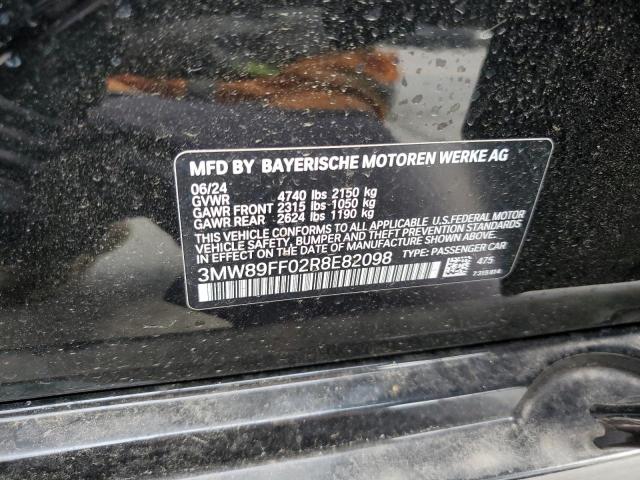 MFD BY BAYERISCHE MOTOREN WERKE AG
06/24
GVWR 4740 lbs 2150 kg
GAWR FRONT 2315 lbs 1050 kg
GAWR REAR 2624 lbs 1190 kg
THIS VEHICLE CONFORMS TO ALL APPLICABLE U.S.FEDERAL MOTOR
VEHICLE SAFETY, BUMPER AND THEFT PREVENTION STANDARDS
IN EFFECT ON THE DATE OF MANUFACTURE SHOWN ABOVE.
3MW89FF02R8E82098 TYPE: PASSENGER CAR
475